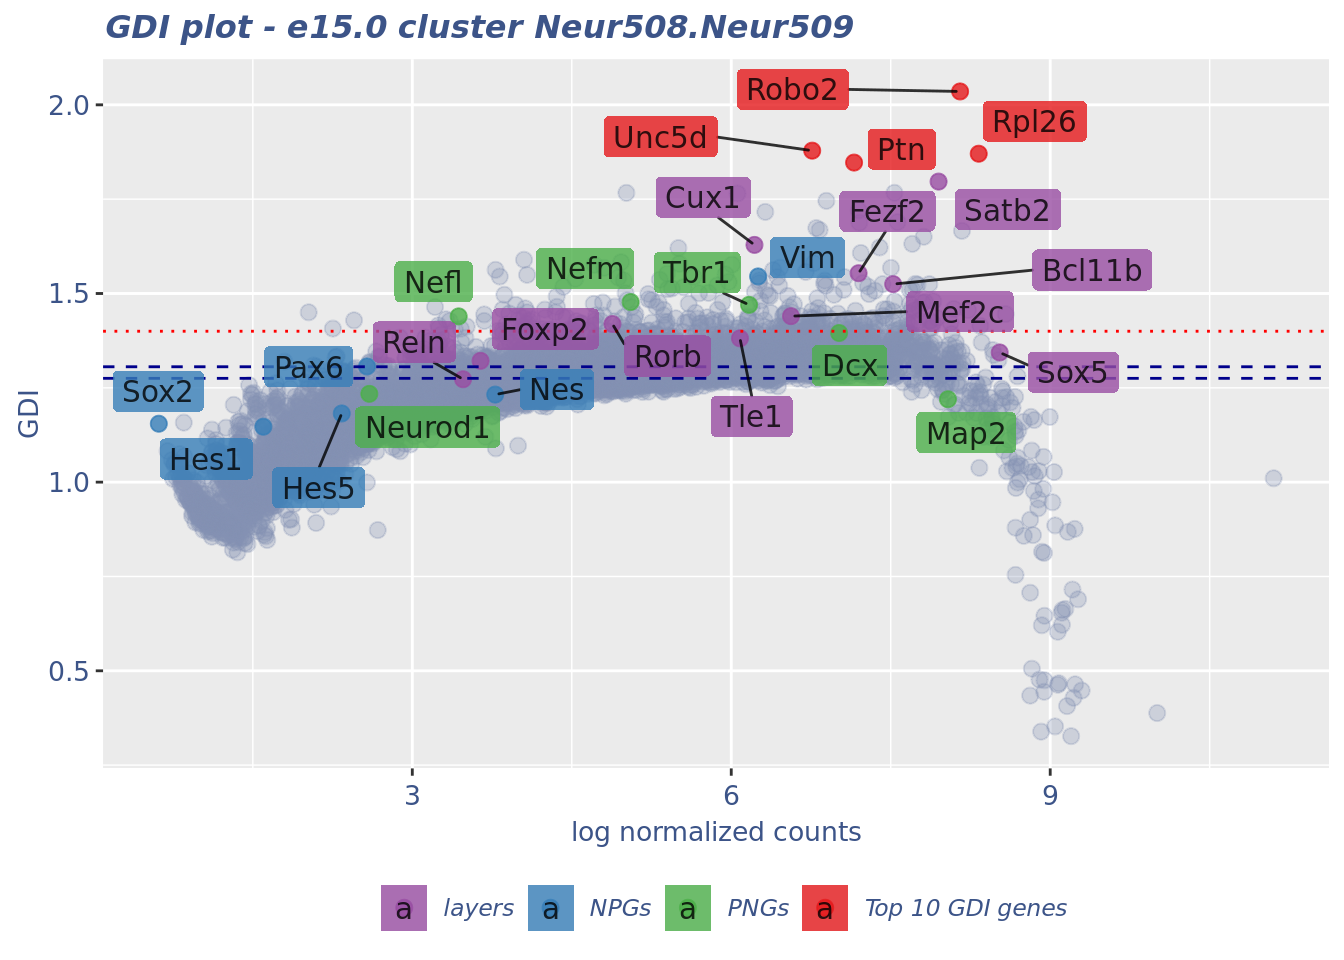 GDI plot - e15.0 cluster Neur508.Neur509
2.0
1.5
1.0
0.5
GDI
Robo2
Rpl26
Unc5d
Ptn
Cux1
Fezf2
Satb2
Vim
Nefm
Tbr1
Bcl11b
Nefl
Mef2c
Foxp2
Reln
Rorb
Dcx
Pax6
Sox5
Sox2
Nes
Tle1
Neurod1
Map2
Hes1
Hes5
3
6
9
log normalized counts
a layers a NPGs a PNGs a Top 10 GDI genes